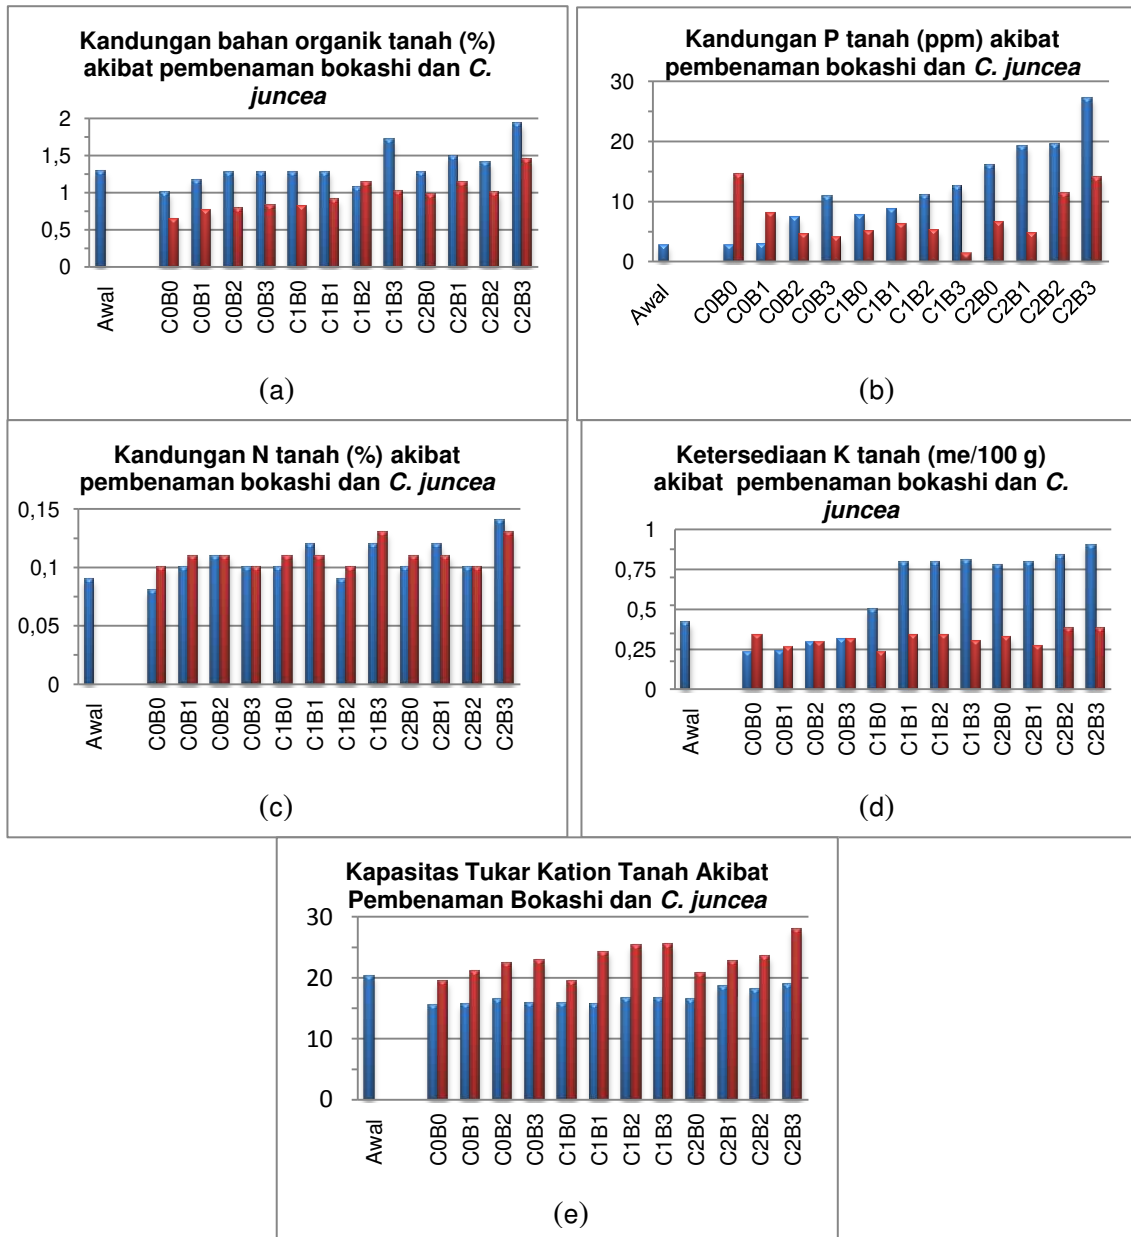 Kandungan bahan organik tanah (%)
akibat pembenaman bokashi dan C.
juncea
2
1,5
1
0,5
0
Awal
C0B0
C0B1
C0B2
C0B3
C1B0
C1B1
C1B2
C1B3
C2B0
C2B1
C2B2
C2B3
(a)
Kandungan P tanah (ppm) akibat
pembenaman bokashi dan C. juncea
30
20
10
0
Awal
C0B0
C0B1
C0B2
C0B3
C1B0
C1B1
C1B2
C1B3
C2B0
C2B1
C2B2
C2B3
(b)
Kandungan N tanah (%) akibat
pembenaman bokashi dan C. juncea
0,15
0,1
0,05
0
Awal
C0B0
C0B1
C0B2
C0B3
C1B0
C1B1
C1B2
C1B3
C2B0
C2B1
C2B2
C2B3
(c)
Ketersediaan K tanah (me/100 g)
akibat pembenaman bokashi dan C.
juncea
1
0,75
0,5
0,25
0
Awal
C0B0
C0B1
C0B2
C0B3
C1B0
C1B1
C1B2
C1B3
C2B0
C2B1
C2B2
C2B3
(d)
Kapasitas Tukar Kation Tanah Akibat
Pembenaman Bokashi dan C. juncea
30
20
10
0
Awal
C0B0
C0B1
C0B2
C0B3
C1B0
C1B1
C1B2
C1B3
C2B0
C2B1
C2B2
C2B3
(e)